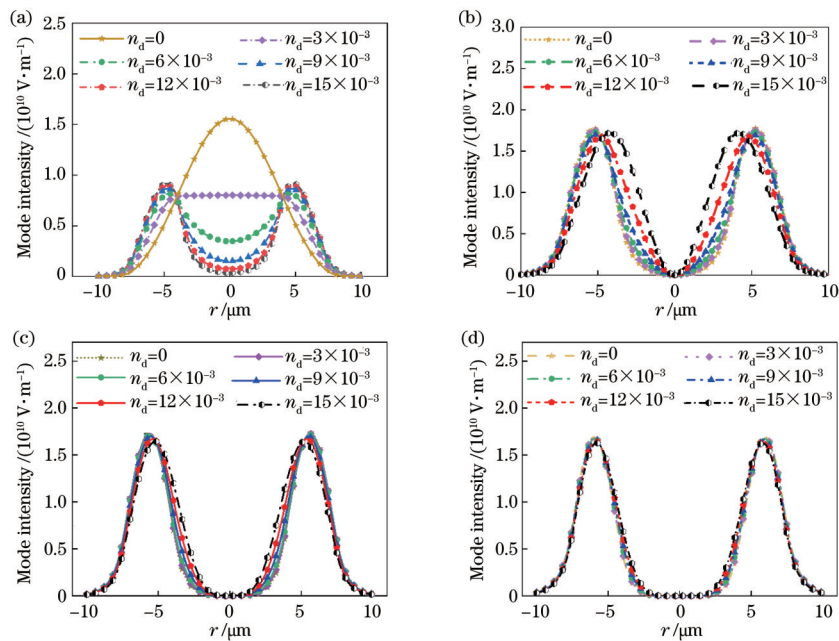 (a)
2.5
2.0
1.5
1.0
0.5
0
Mode intensity /(10¹⁰ V·m⁻¹)
n_d=0
n_d=3×10⁻³
n_d=6×10⁻³
n_d=9×10⁻³
n_d=12×10⁻³
n_d=15×10⁻³
−10 −5 0 5 10
r /μm
(b)
3.0
2.5
2.0
1.5
1.0
0.5
0
Mode intensity /(10¹⁰ V·m⁻¹)
n_d=0
n_d=3×10⁻³
n_d=6×10⁻³
n_d=9×10⁻³
n_d=12×10⁻³
n_d=15×10⁻³
−10 −5 0 5 10
r /μm
(c)
2.5
2.0
1.5
1.0
0.5
0
Mode intensity /(10¹⁰ V·m⁻¹)
n_d=0
n_d=3×10⁻³
n_d=6×10⁻³
n_d=9×10⁻³
n_d=12×10⁻³
n_d=15×10⁻³
−10 −5 0 5 10
r /μm
(d)
2.5
2.0
1.5
1.0
0.5
0
Mode intensity /(10¹⁰ V·m⁻¹)
n_d=0
n_d=3×10⁻³
n_d=6×10⁻³
n_d=9×10⁻³
n_d=12×10⁻³
n_d=15×10⁻³
−10 −5 0 5 10
r /μm